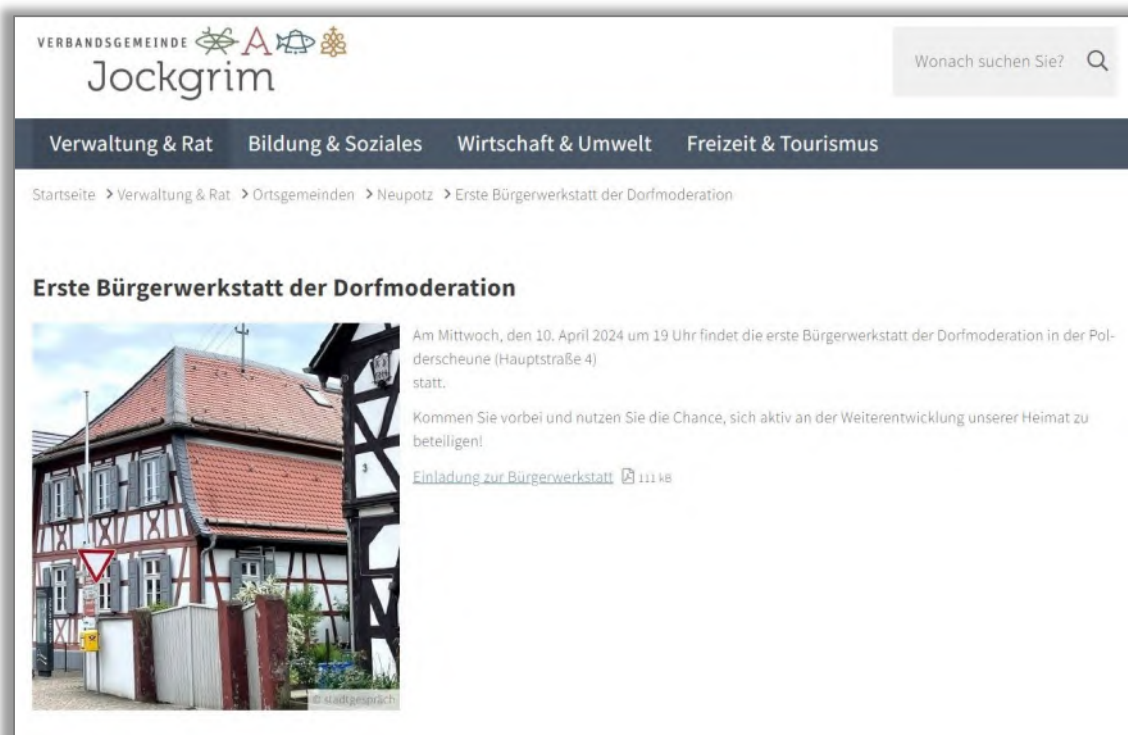 VERBANDSGEMEINDE
Jockgrim
Wonach suchen Sie?
Verwaltung & Rat Bildung & Soziales Wirtschaft & Umwelt Freizeit & Tourismus
Startseite > Verwaltung & Rat > Ortsgemeinden > Neupotz > Erste Bürgerwerkstatt der Dorfmoderation
Erste Bürgerwerkstatt der Dorfmoderation
Am Mittwoch, den 10. April 2024 um 19 Uhr findet die erste Bürgerwerkstatt der Dorfmoderation in der Pol-
derscheune (Hauptstraße 4)
statt.
Kommen Sie vorbei und nutzen Sie die Chance, sich aktiv an der Weiterentwicklung unserer Heimat zu
beteiligen!
Einladung zur Bürgerwerkstatt 111 kB
3
© stadtgespräch